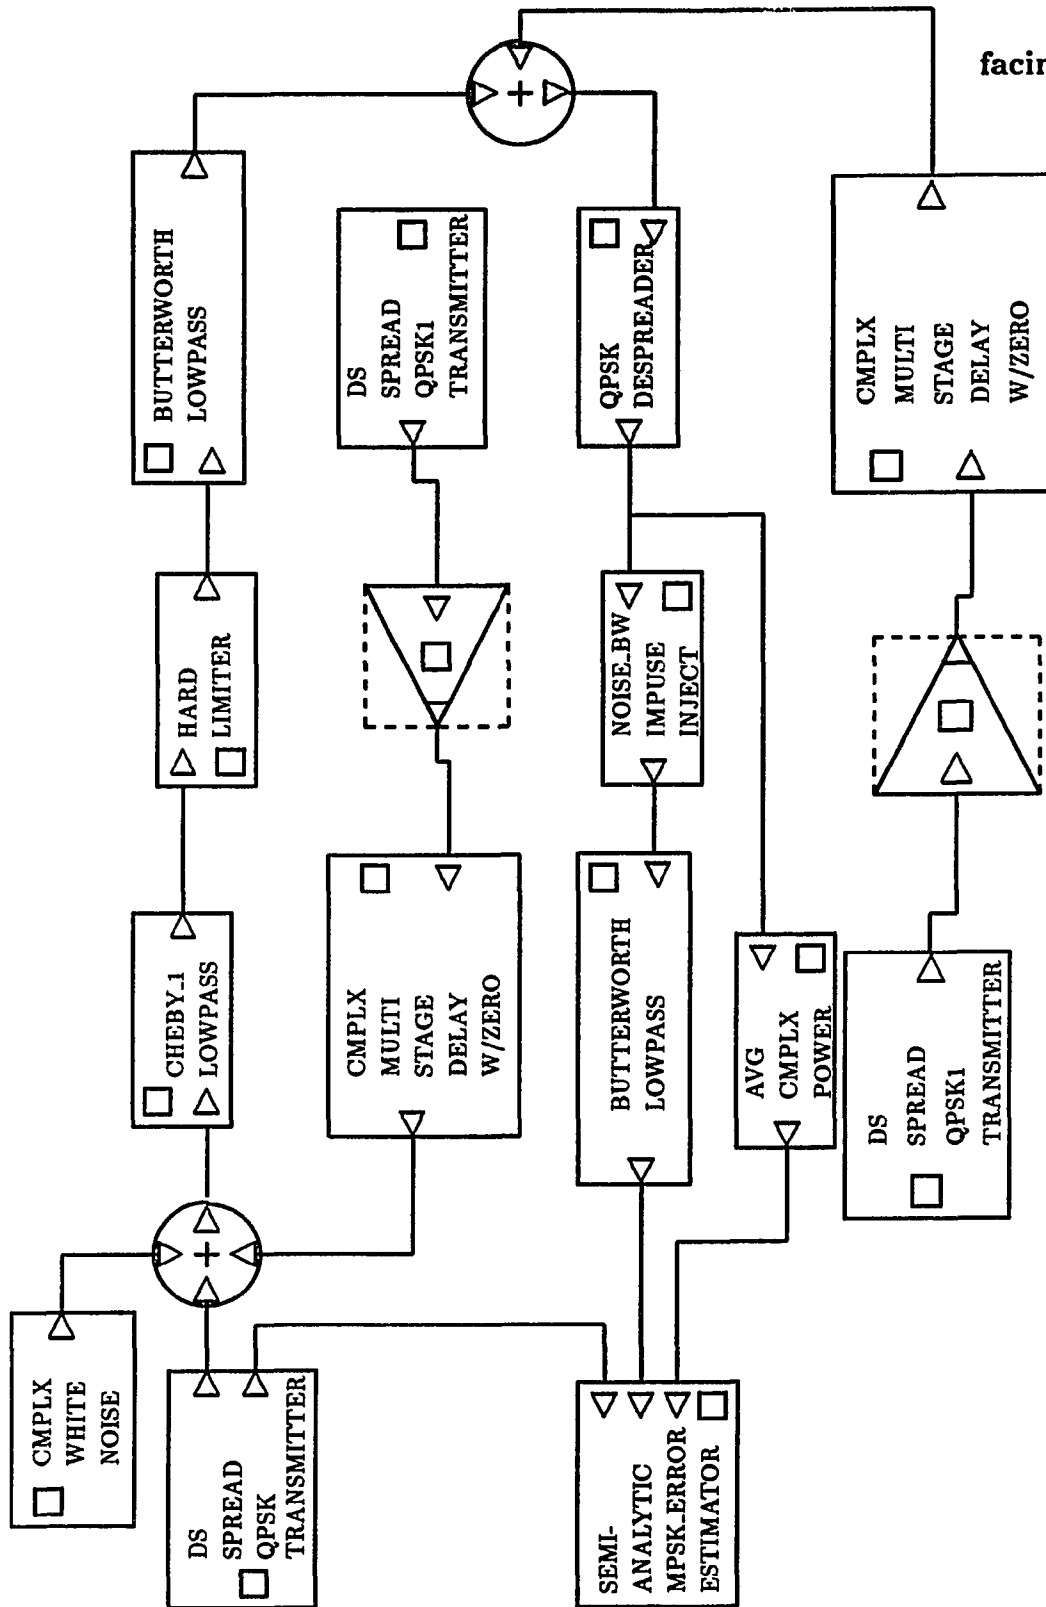 facin
BUTTERWORTH
LOWPASS
HARD
LIMITER
CHEBY_1
LOWPASS
CMPLX
WHITE
NOISE
+
+
DS
SPREAD
QPSK
TRANSMITTER
DS
SPREAD
QPSK1
TRANSMITTER
CMPLX
MULTI
STAGE
DELAY
W/ZERO
QPSK
DESPREADER
NOISE_BW
IMPUSE
INJECT
BUTTERWORTH
LOWPASS
AVG
CMPLX
POWER
SEMI-
ANALYTIC
MPSK_ERROR
ESTIMATOR
CMPLX
MULTI
STAGE
DELAY
W/ZERO
DS
SPREAD
QPSK1
TRANSMITTER